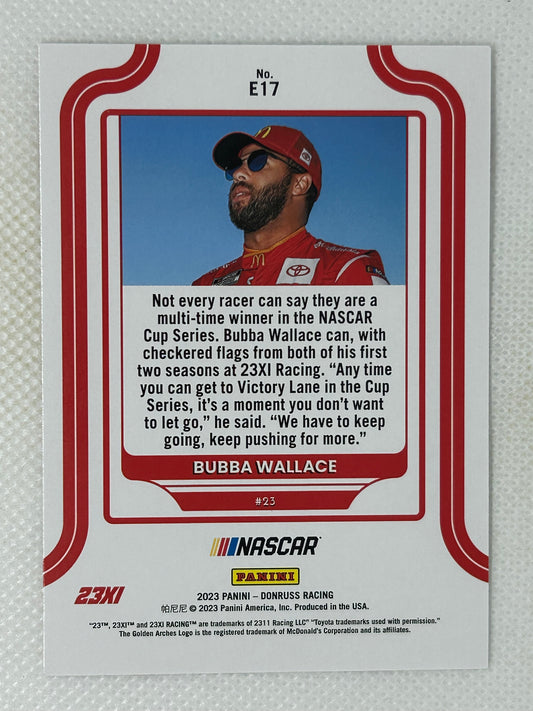 No.
E17
Not every racer can say they are a
multi-time winner in the NASCAR
Cup Series. Bubba Wallace can, with
checkered flags from both of his first
two seasons at 23XI Racing. “Any time
you can get to Victory Lane in the Cup
Series, it’s a moment you don’t want
to let go,” he said. “We have to keep
going, keep pushing for more.”
BUBBA WALLACE
#23
NASCAR
PANINI
23XI
2023 PANINI – DONRUSS RACING
帕尼尼 © 2023 Panini America, Inc. Produced in the USA.
"23™, 23XI™ and 23XI RACING™ are trademarks of 2311 Racing LLC" "Toyota trademarks used with permission."
The Golden Arches Logo is the registered trademark of McDonald's Corporation and its affiliates.